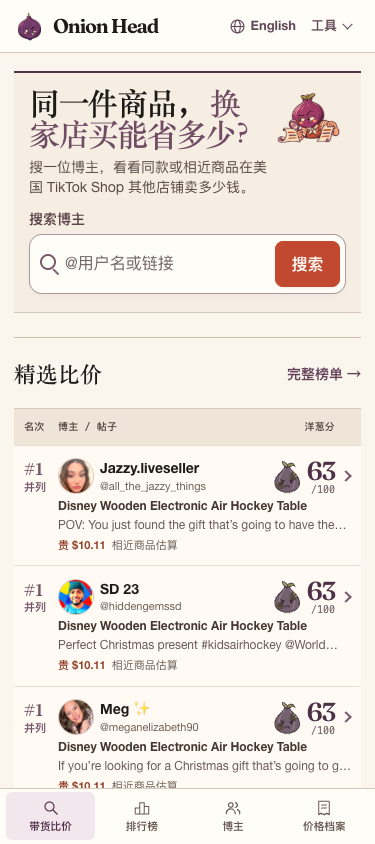 Onion Head
English 工具
同一件商品，换
家店买能省多少?
搜一位博主，看看同款或相近商品在美
国 TikTok Shop 其他店铺卖多少钱。
搜索博主
@用户名或链接 搜索
精选比价 完整榜单 →
名次 博主 / 帖子 洋葱分
#1 Jazzy.liveseller 63
并列 @all_the_jazzy_things /100
Disney Wooden Electronic Air Hockey Table
POV: You just found the gift that's going to have the...
贵 $10.11 相近商品估算
#1 SD 23 63
并列 @hiddengemssd /100
Disney Wooden Electronic Air Hockey Table
Perfect Christmas present #kidsairhockey @World...
贵 $10.11 相近商品估算
#1 Meg ✨ 63
并列 @meganelizabeth90 /100
Disney Wooden Electronic Air Hockey Table
If you're looking for a Christmas gift that's going to g...
贵 $10.11 相近商品估算
带货比价 排行榜 博主 价格档案